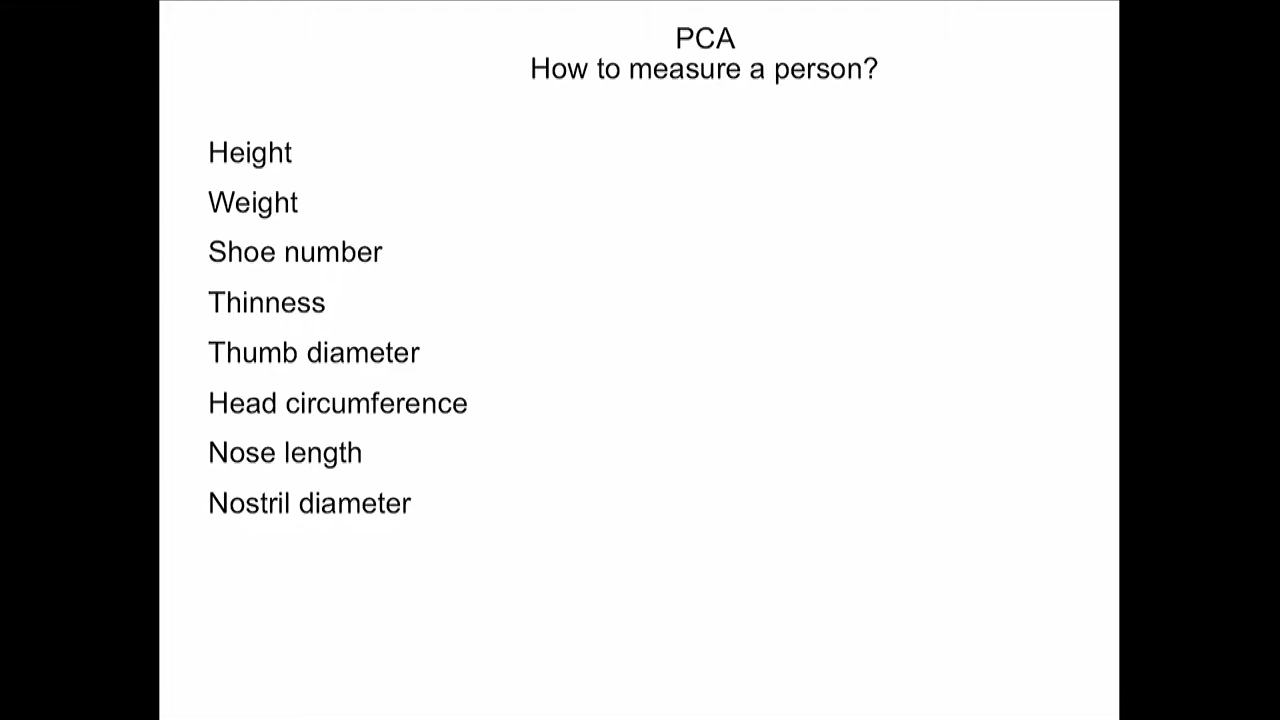 PCA
How to measure a person?
Height
Weight
Shoe number
Thinness
Thumb diameter
Head circumference
Nose length
Nostril diameter